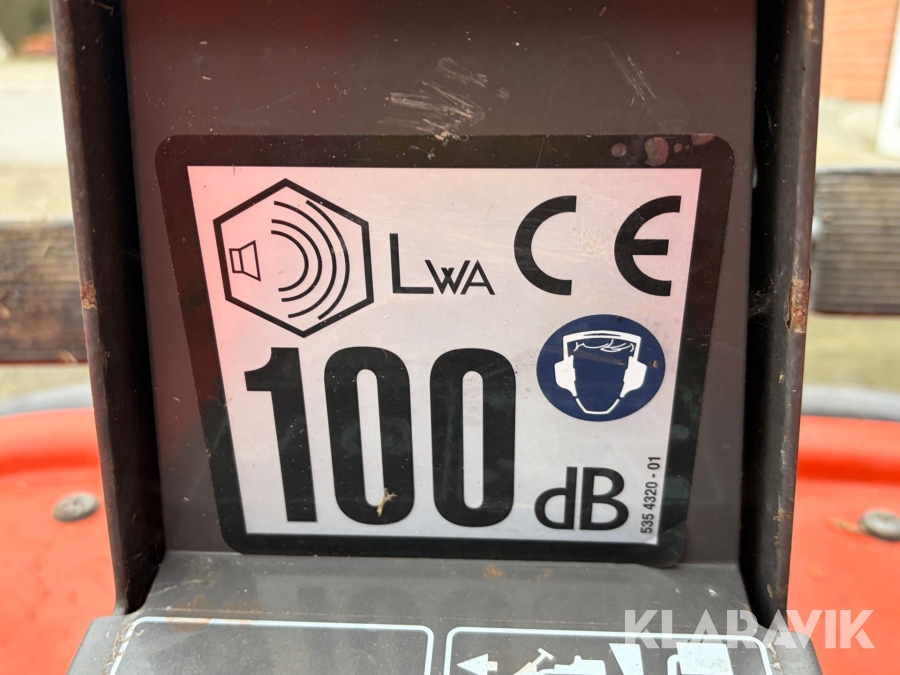 LWA CE
100 dB
535 4320 - 01
KLARAVIK